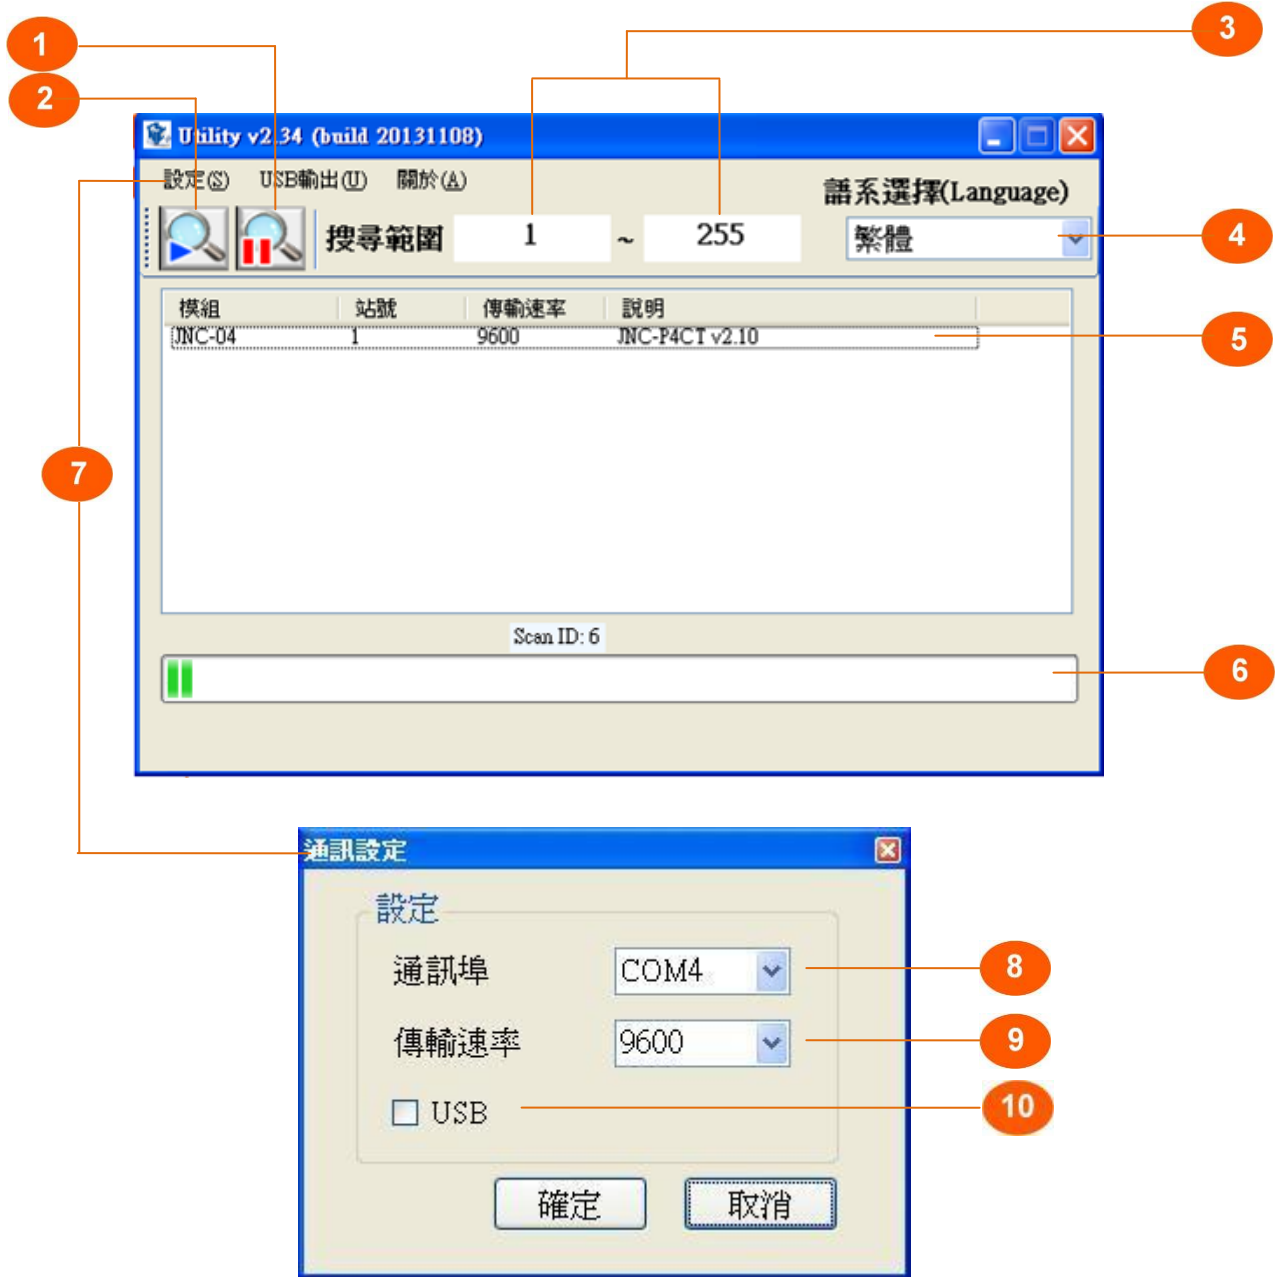 1
3
2
Utility v2.34 (build 20131108)
設定(S) USB輸出(U) 關於(A)
語系選擇(Language)
搜尋範圍 1 ~ 255 繁體
4
模組 站號 傳輸速率 說明
JNC-04 1 9600 JNC-P4CT v2.10
5
7
Scan ID: 6
6
通訊設定
設定
通訊埠 COM4
8
傳輸速率 9600
9
USB
10
確定 取消